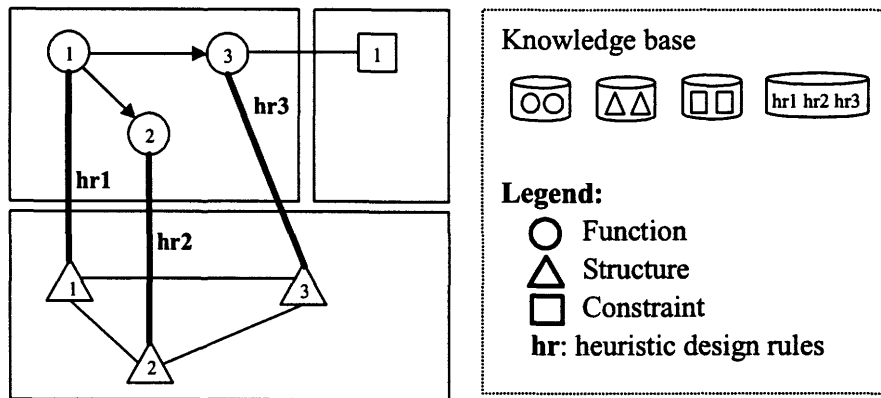 1
3
1
2
hr3
hr1
hr2
1
3
2
Knowledge base
hr1 hr2 hr3
Legend:
Function
Structure
Constraint
hr: heuristic design rules